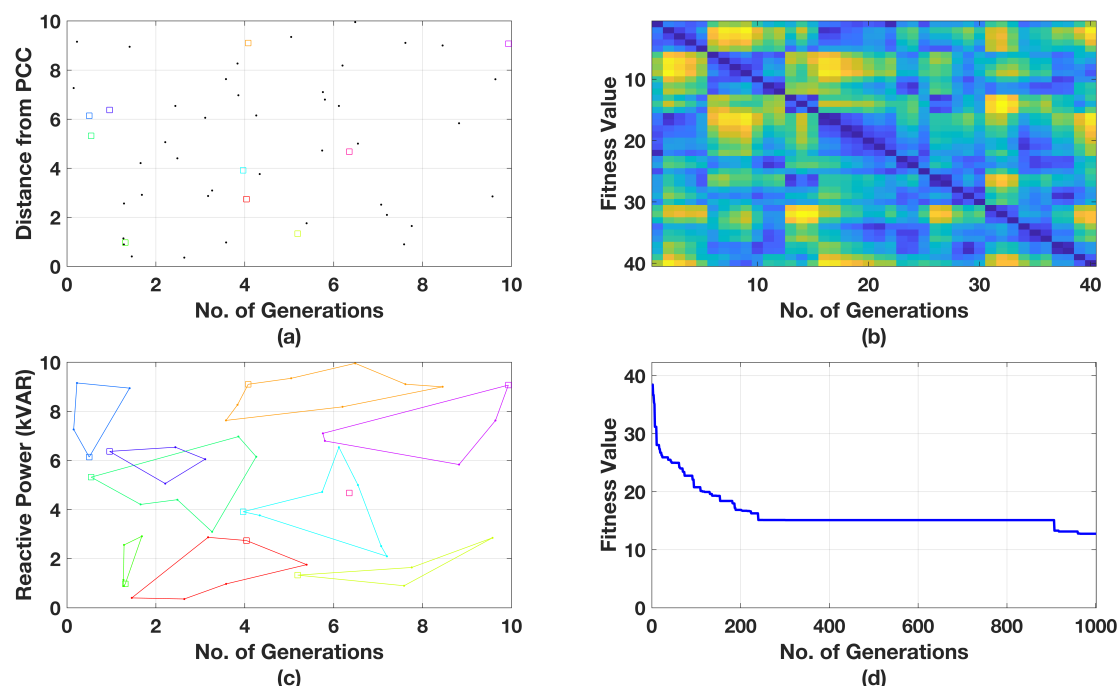 Distance from PCC
10
8
6
4
2
0
0 2 4 6 8 10
No. of Generations
(a)
Fitness Value
10
20
30
40
10 20 30 40
No. of Generations
(b)
Reactive Power (kVAR)
10
8
6
4
2
0
0 2 4 6 8 10
No. of Generations
(c)
Fitness Value
40
30
20
10
0
0 200 400 600 800 1000
No. of Generations
(d)